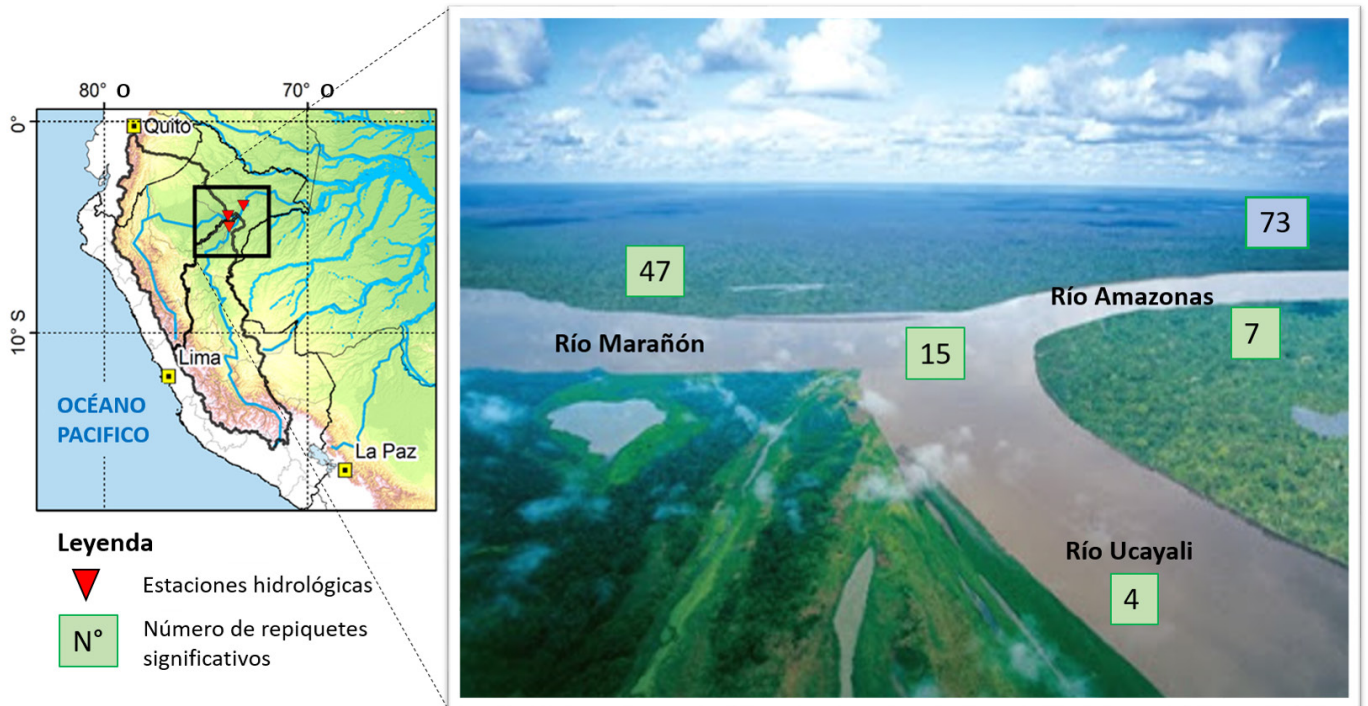 80° O
70° O
0°
10° S
Quito
Lima
La Paz
OCÉANO
PACIFICO
Leyenda
Estaciones hidrológicas
N°
Número de repiquetes
significativos
73
47
Río Amazonas
7
Río Marañón
15
Río Ucayali
4